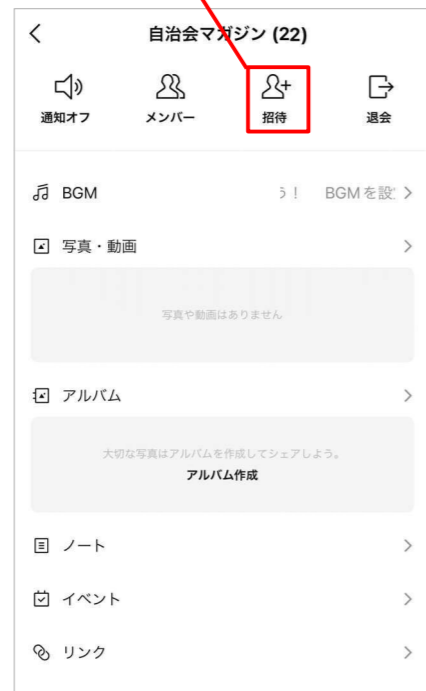 自治会マガジン (22)
通知オフ メンバー 招待 退会
BGM う! BGMを設
写真・動画
写真や動画はありません
アルバム
大切な写真はアルバムを作成してシェアしよう。
アルバム作成
ノート
イベント
リンク